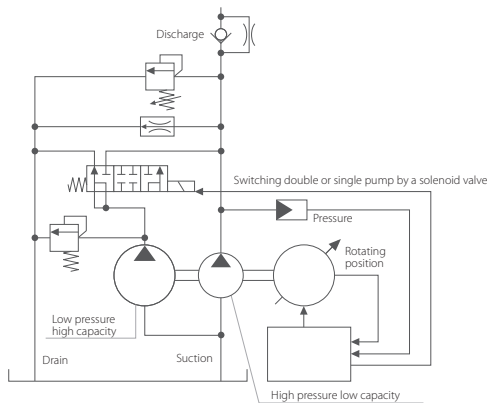 Discharge
Switching double or single pump by a solenoid valve
Pressure
Rotating
position
Low pressure
high capacity
Drain
Suction
High pressure low capacity